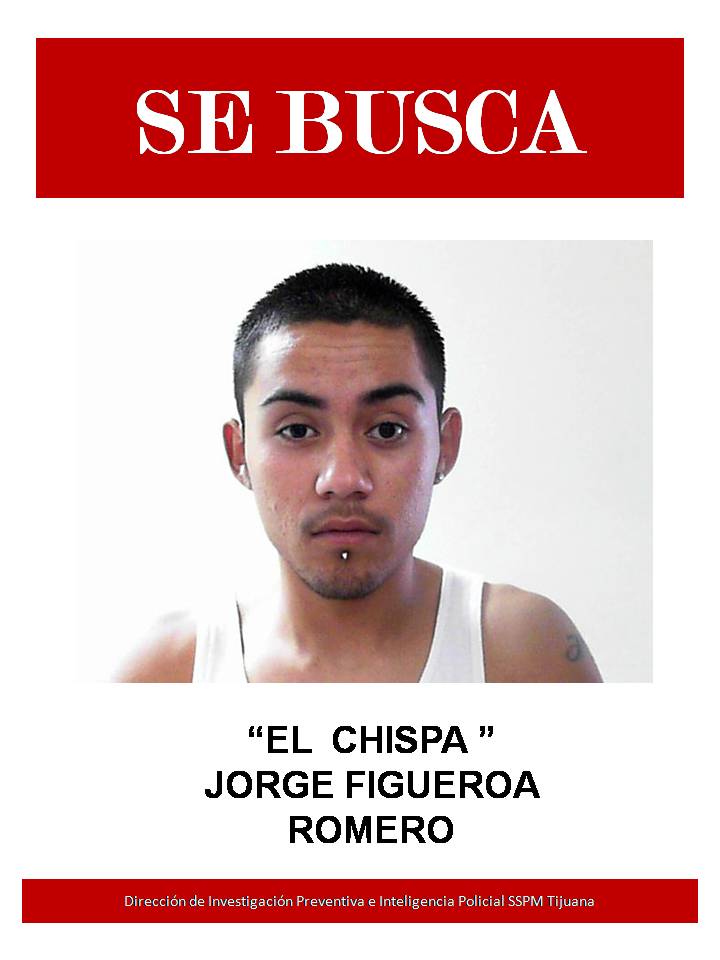 SE BUSCA
“EL  CHISPA ”
JORGE FIGUEROA
ROMERO
Dirección de Investigación Preventiva e Inteligencia Policial SSPM Tijuana